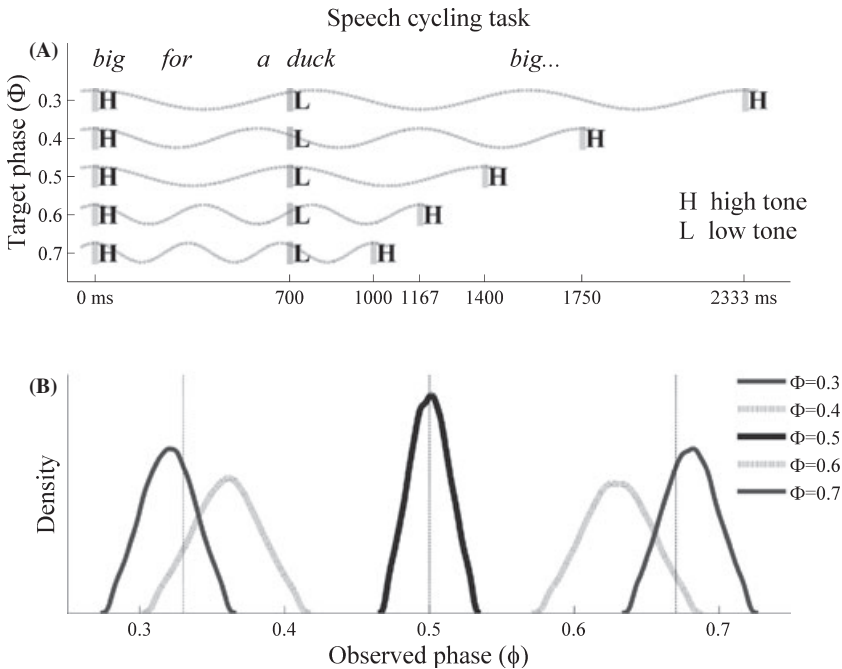 Speech cycling task
(A)
big for a duck big...
Target phase (Φ)
0.3 H L H
0.4 H L H
0.5 H L H
0.6 H L H
0.7 H L H
H high tone
L low tone
0 ms 700 1000 1167 1400 1750 2333 ms
(B)
Density
Φ=0.3
Φ=0.4
Φ=0.5
Φ=0.6
Φ=0.7
0.3 0.4 0.5 0.6 0.7
Observed phase (ϕ)